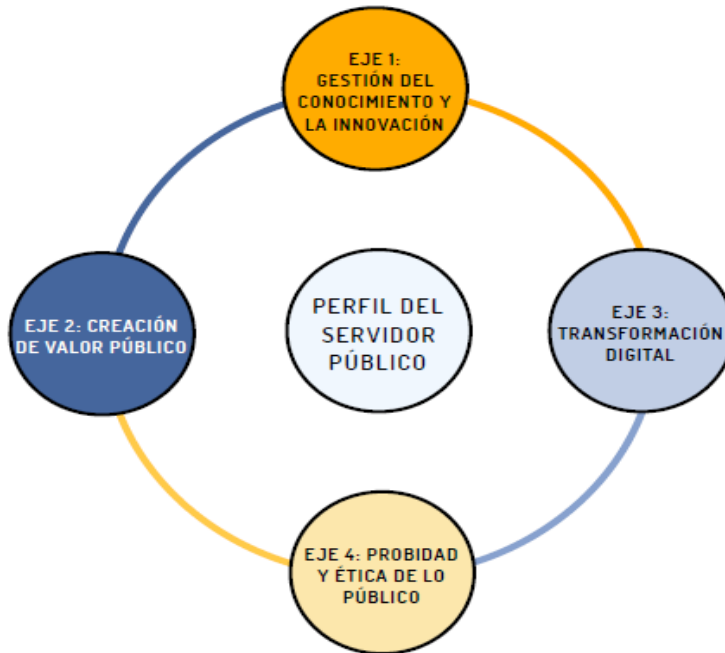 EJE 1:
GESTIÓN DEL
CONOCIMIENTO Y
LA INNOVACIÓN
EJE 2: CREACIÓN
DE VALOR PÚBLICO
PERFIL DEL
SERVIDOR
PÚBLICO
EJE 3:
TRANSFORMACIÓN
DIGITAL
EJE 4: PROBIDAD
Y ÉTICA DE LO
PÚBLICO